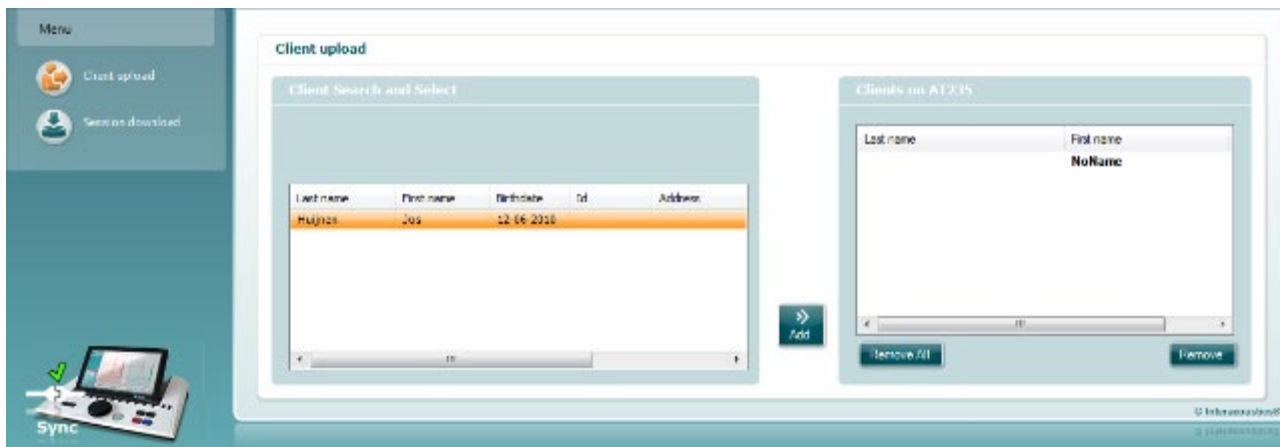 Menu
Client upload
Session download
Client upload
Client Search and Select
Last name First name Birthdate Id Address
Huijnen Jos 12-06-2010
Add
Clients on AT235
Last name First name
NoName
Remove All Remove
Sync
© Interacoustics®